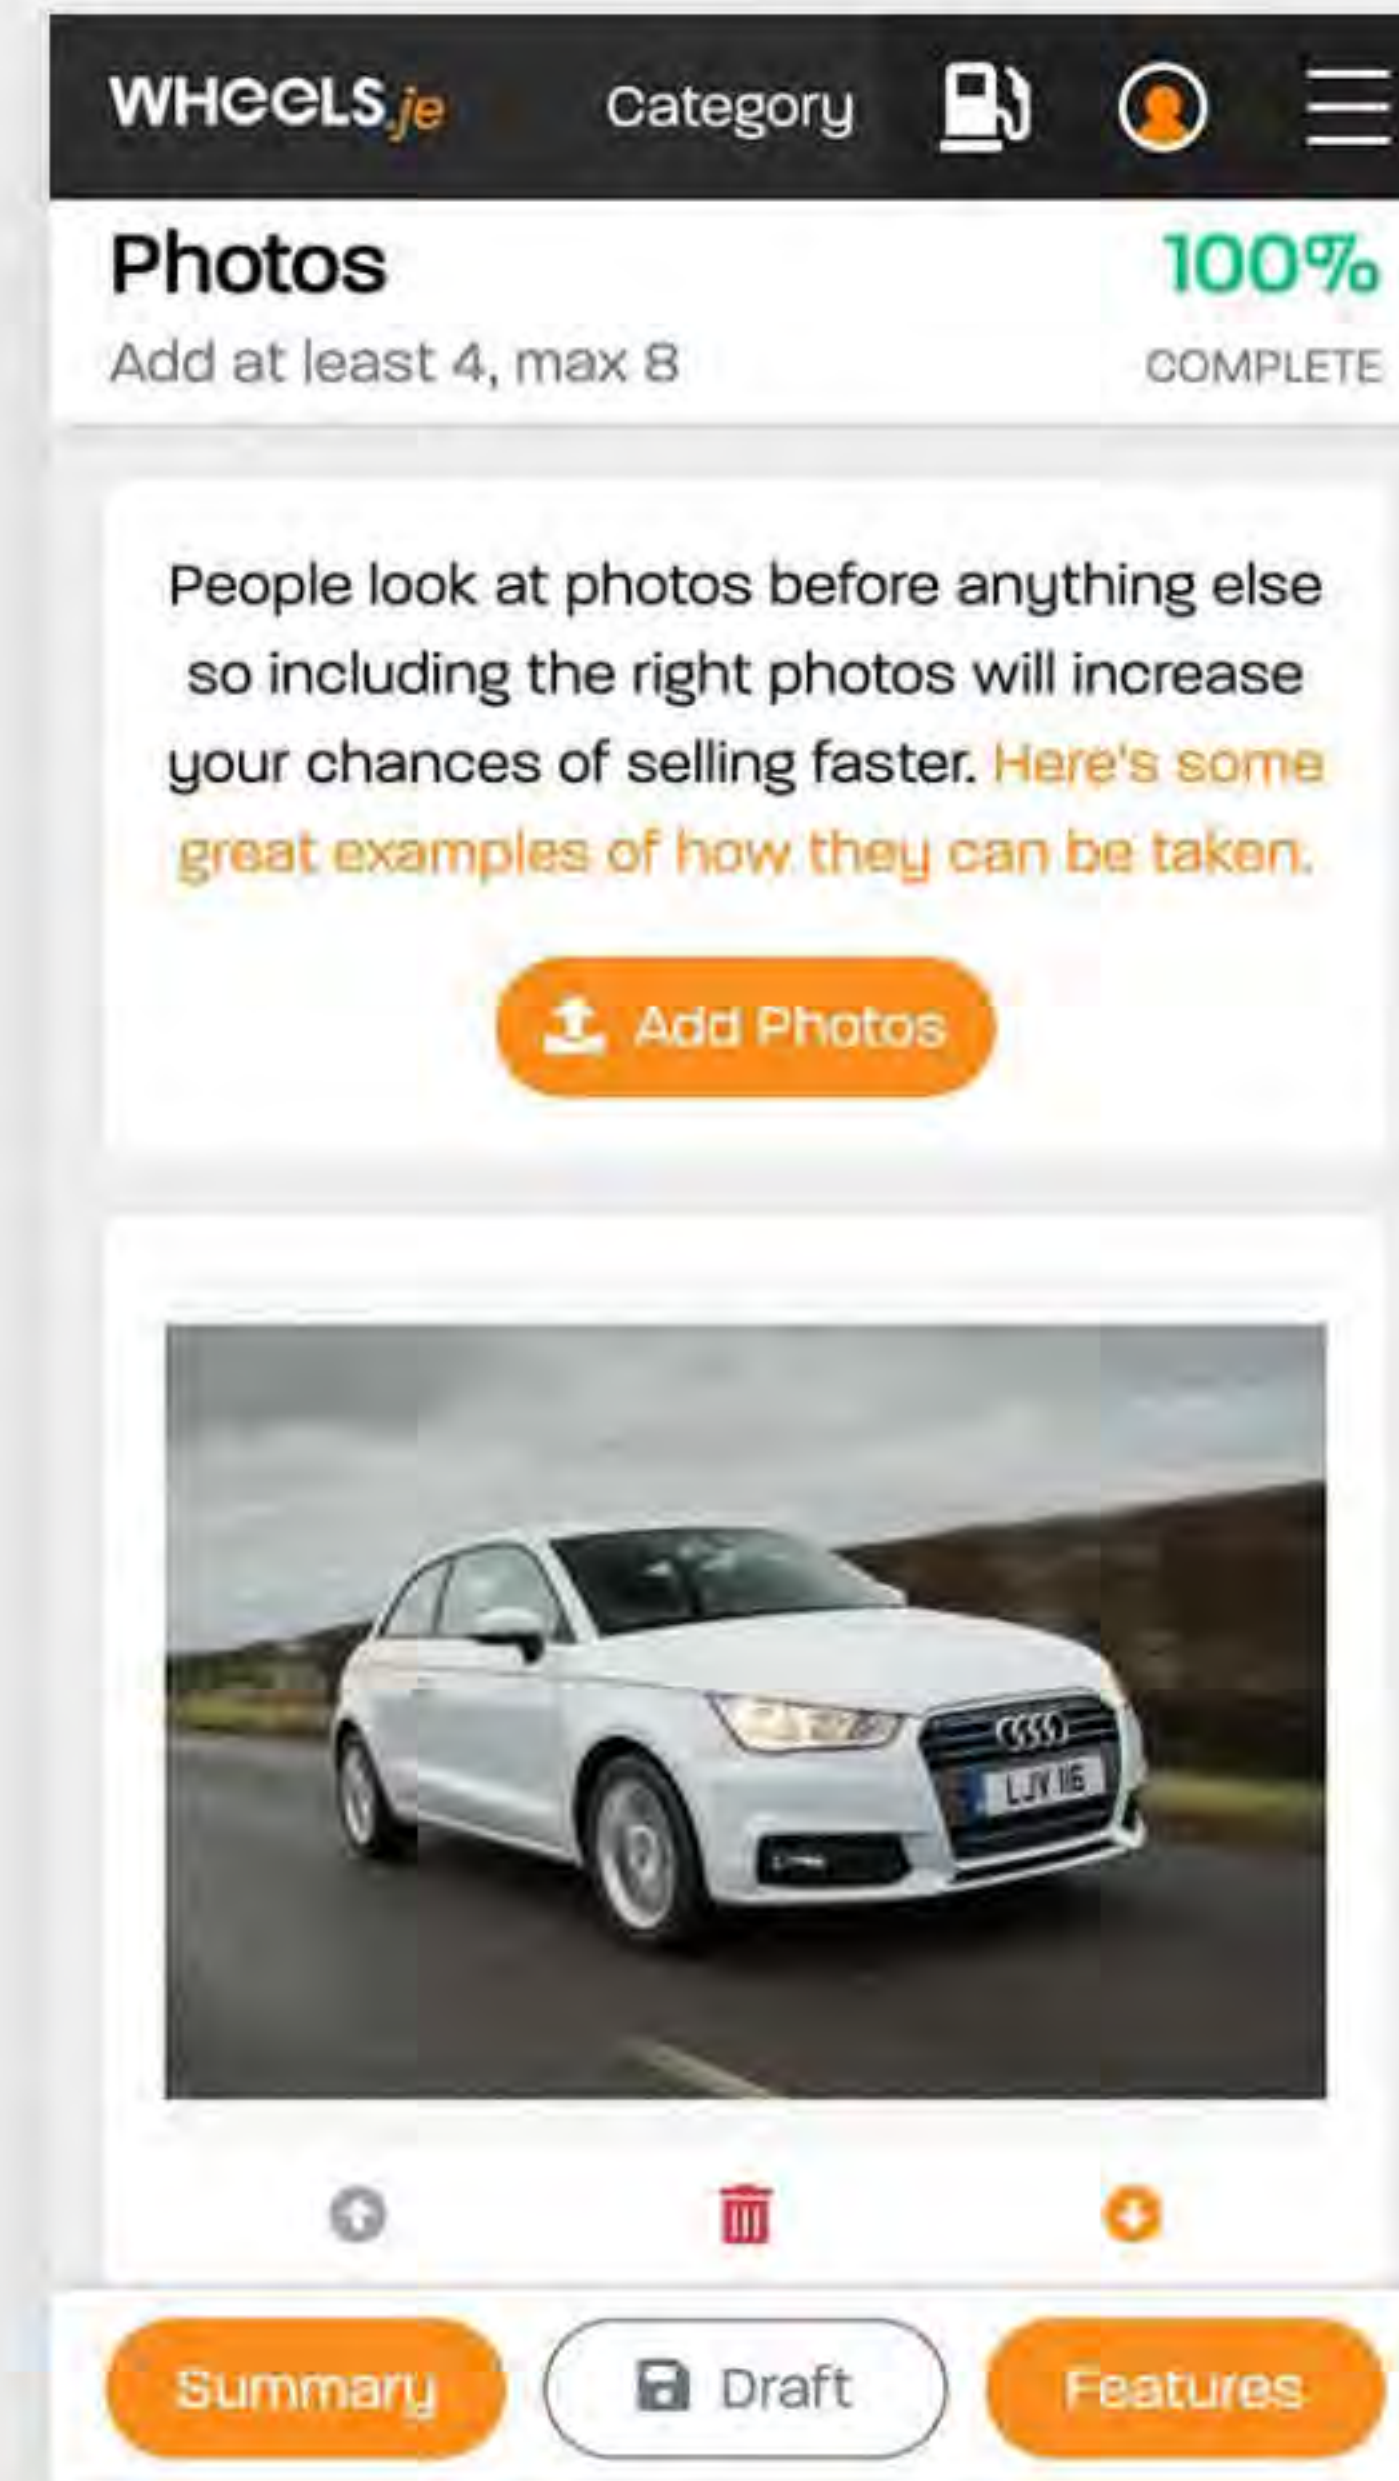 WHEELS.je Category
Photos
100%
Add at least 4, max 8
COMPLETE
People look at photos before anything else
so including the right photos will increase
your chances of selling faster. Here's some
great examples of how they can be taken.
Add Photos
LJV 116
Summary
Draft
Features